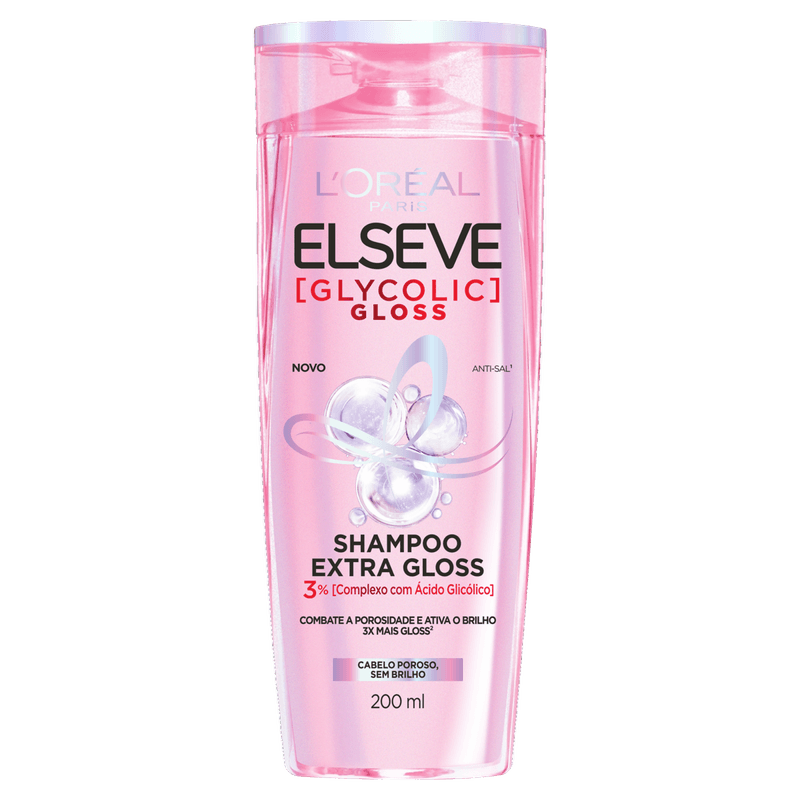 L'ORÉAL
PARIS
ELSEVE
[GLYCOLIC]
GLOSS
NOVO
ANTI-SAL¹
SHAMPOO
EXTRA GLOSS
3% [Complexo com Ácido Glicólico]
COMBATE A POROSIDADE E ATIVA O BRILHO
3X MAIS GLOSS²
CABELO POROSO,
SEM BRILHO
200 ml